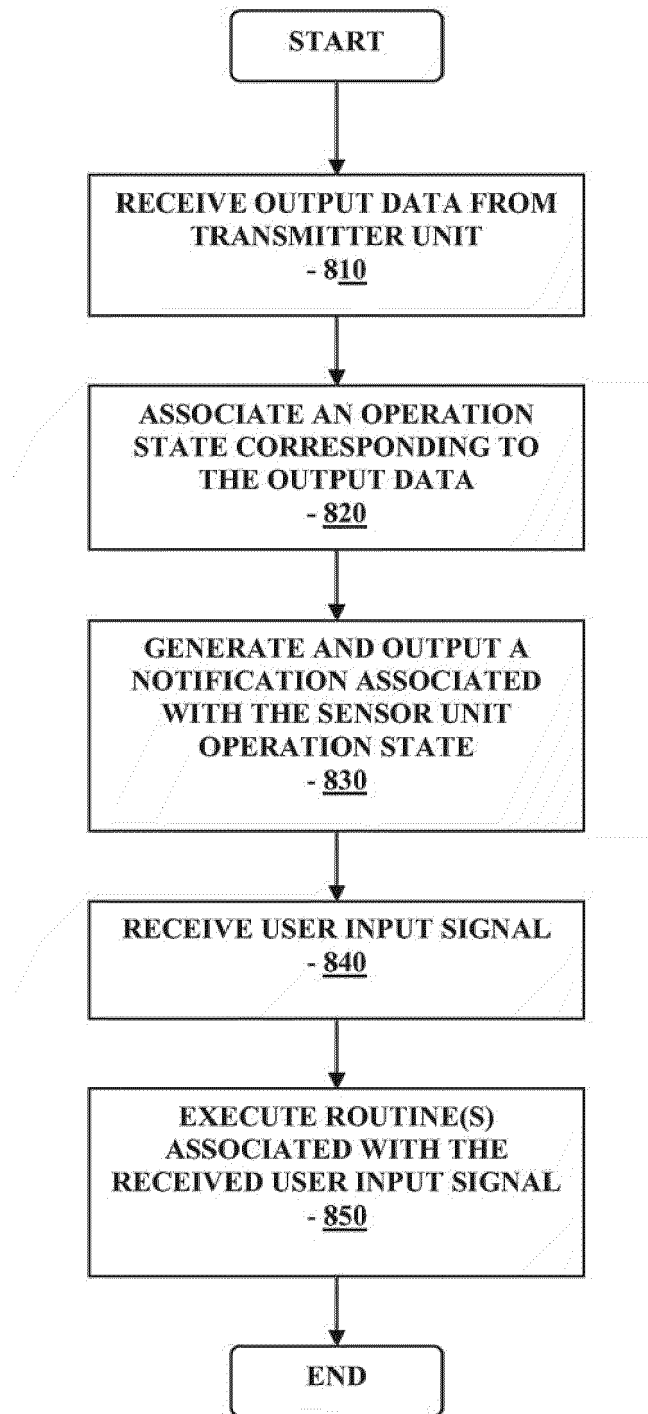 START
RECEIVE OUTPUT DATA FROM
TRANSMITTER UNIT
- 810
ASSOCIATE AN OPERATION
STATE CORRESPONDING TO
THE OUTPUT DATA
- 820
GENERATE AND OUTPUT A
NOTIFICATION ASSOCIATED
WITH THE SENSOR UNIT
OPERATION STATE
- 830
RECEIVE USER INPUT SIGNAL
- 840
EXECUTE ROUTINE(S)
ASSOCIATED WITH THE
RECEIVED USER INPUT SIGNAL
- 850
END